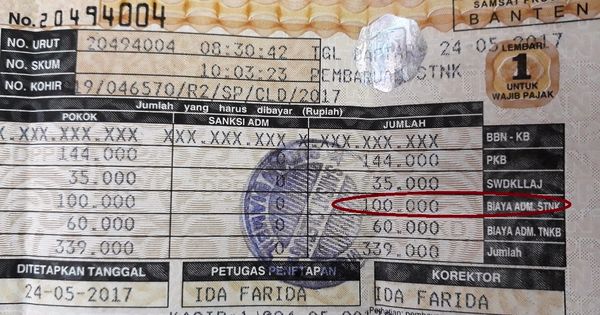 SAMSAT PROV
BANTEN
No. 20494004
NO. URUT 20494004 08:30:42 TGL 24 05 2017
NO. SKUM 10:03:23 PEMBARUAN STNK
NO. KOHIR 19/046570/R2/SP/CLD/2017
LEMBAR
1
UNTUK
WAJIB PAJAK
Jumlah yang harus dibayar (Rupiah)
POKOK SANKSI ADM JUMLAH
XX.XXX.XXX.XXX X.XXX.XXX.XXX XX.XXX.XXX.XXX BBN - KB
144.000 0 144.000 PKB
35.000 0 35.000 SWDKLLAJ
100.000 0 100.000 BIAYA ADM. STNK
60.000 0 60.000 BIAYA ADM. TNKB
339.000 0 339.000 Jumlah
DITETAPKAN TANGGAL PETUGAS PENETAPAN KOREKTOR
24-05-2017 IDA FARIDA IDA FARIDA